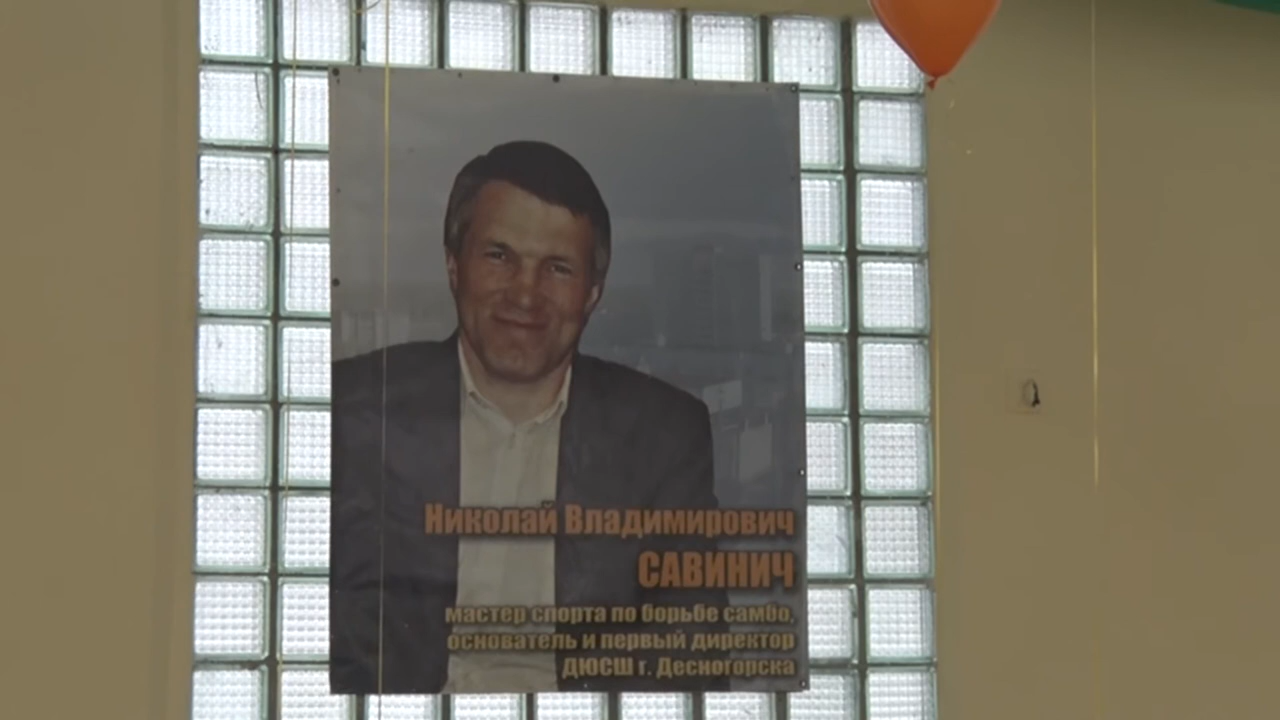 Николай Владимирович
САВИНИЧ
мастер спорта по борьбе самбо,
основатель и первый директор
ДЮСШ г. Десногорска